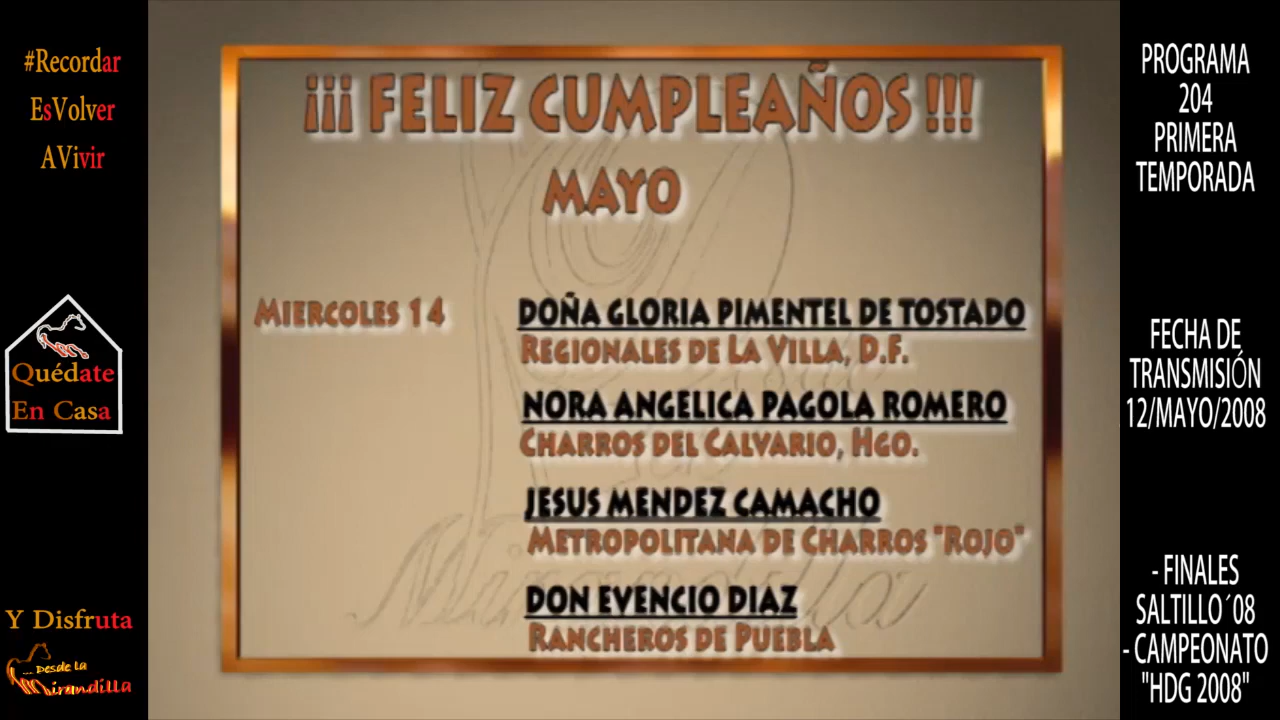 #Recordar
EsVolver
AVivir
Quédate
En Casa
Y Disfruta
... Desde La
Mirandilla
¡¡¡ FELIZ CUMPLEAÑOS !!!
MAYO
MIERCOLES 14
DOÑA GLORIA PIMENTEL DE TOSTADO
REGIONALES DE LA VILLA, D.F.
NORA ANGELICA PAGOLA ROMERO
CHARROS DEL CALVARIO, HGO.
JESUS MENDEZ CAMACHO
METROPOLITANA DE CHARROS "ROJO"
DON EVENCIO DIAZ
RANCHEROS DE PUEBLA
Mirandilla
PROGRAMA
204
PRIMERA
TEMPORADA
FECHA DE
TRANSMISIÓN
12/MAYO/2008
- FINALES
SALTILLO´08
- CAMPEONATO
"HDG 2008"